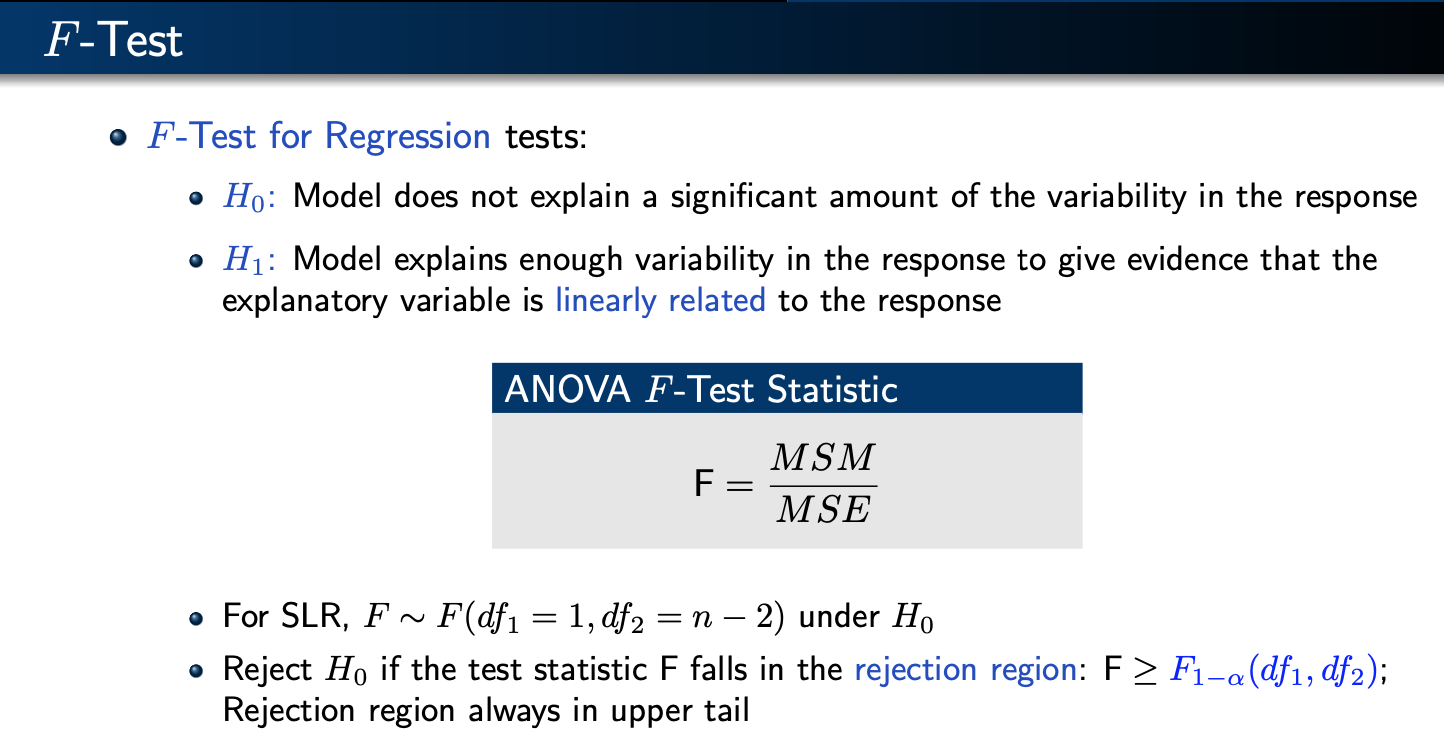 F-Test
F-Test for Regression tests:
H₀: Model does not explain a significant amount of the variability in the response
H₁: Model explains enough variability in the response to give evidence that the
explanatory variable is linearly related to the response
ANOVA F-Test Statistic
F = MSM / MSE
For SLR, F ∼ F(df₁ = 1, df₂ = n − 2) under H₀
Reject H₀ if the test statistic F falls in the rejection region: F ≥ F₁₋α(df₁, df₂);
Rejection region always in upper tail